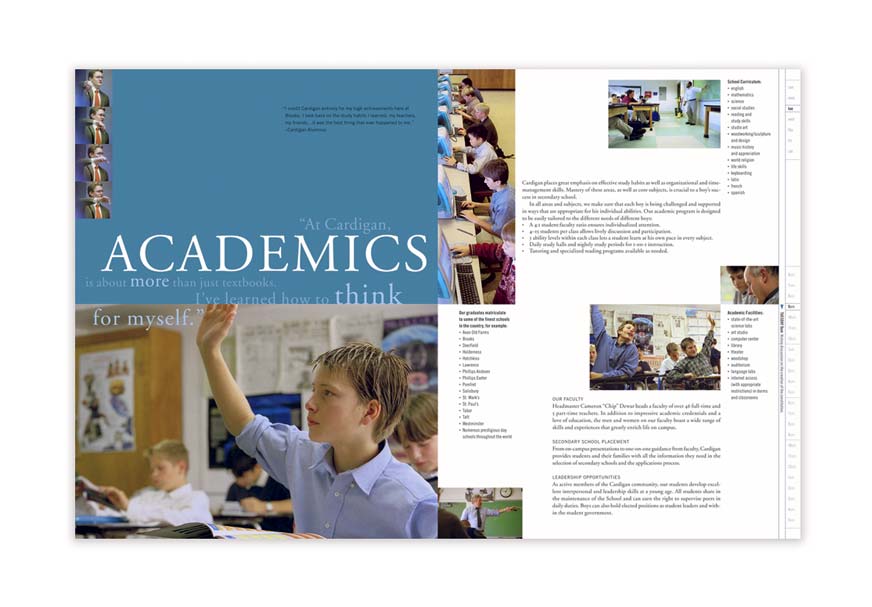 "I credit Cardigan entirely for my high achievements here at
Brooks. I look back on the study habits I learned, my teachers,
my friends...it was the best thing that ever happened to me."
–Cardigan Alumnus
"At Cardigan,
ACADEMICS
is about more than just textbooks.
I've learned how to think
for myself."
Our graduates matriculate
to some of the finest schools
in the country, for example:
• Avon Old Farms
• Brooks
• Deerfield
• Holderness
• Hotchkiss
• Lawrence
• Phillips Andover
• Phillips Exeter
• Pomfret
• Salisbury
• St. Mark's
• St. Paul's
• Tabor
• Taft
• Westminster
• Numerous prestigious day
schools throughout the world
School Curriculum:
• english
• mathematics
• science
• social studies
• reading and
study skills
• studio art
• woodworking/sculpture
and design
• music history
and appreciation
• world religion
• life skills
• keyboarding
• latin
• french
• spanish
Cardigan places great emphasis on effective study habits as well as organizational and time-
management skills. Mastery of these areas, as well as core subjects, is crucial to a boy's suc-
cess in secondary school.
In all areas and subjects, we make sure that each boy is being challenged and supported
in ways that are appropriate for his individual abilities. Our academic program is designed
to be easily tailored to the different needs of different boys:
• A 4:1 student:faculty ratio ensures individualized attention.
• 4-15 students per class allows lively discussion and participation.
• 3 ability levels within each class lets a student learn at his own pace in every subject.
• Daily study halls and nightly study periods for 1-on-1 instruction.
• Tutoring and specialized reading programs available as needed.
Academic Facilities:
• state-of-the-art
science labs
• art studio
• computer center
• library
• theater
• woodshop
• auditorium
• language labs
• internet access
(with appropriate
restrictions) in dorms
and classrooms
OUR FACULTY
Headmaster Cameron "Chip" Dewar heads a faculty of over 46 full-time and
5 part-time teachers. In addition to impressive academic credentials and a
love of education, the men and women on our faculty boast a wide range of
skills and experiences that greatly enrich life on campus.
SECONDARY SCHOOL PLACEMENT
From on-campus presentations to one-on-one guidance from faculty, Cardigan
provides students and their families with all the information they need in the
selection of secondary schools and the applications process.
LEADERSHIP OPPORTUNITIES
As active members of the Cardigan community, our students develop excel-
lent interpersonal and leadership skills at a young age. All students share in
the maintenance of the School and can earn the right to supervise peers in
daily duties. Boys can also hold elected positions as student leaders and with-
in the student government.